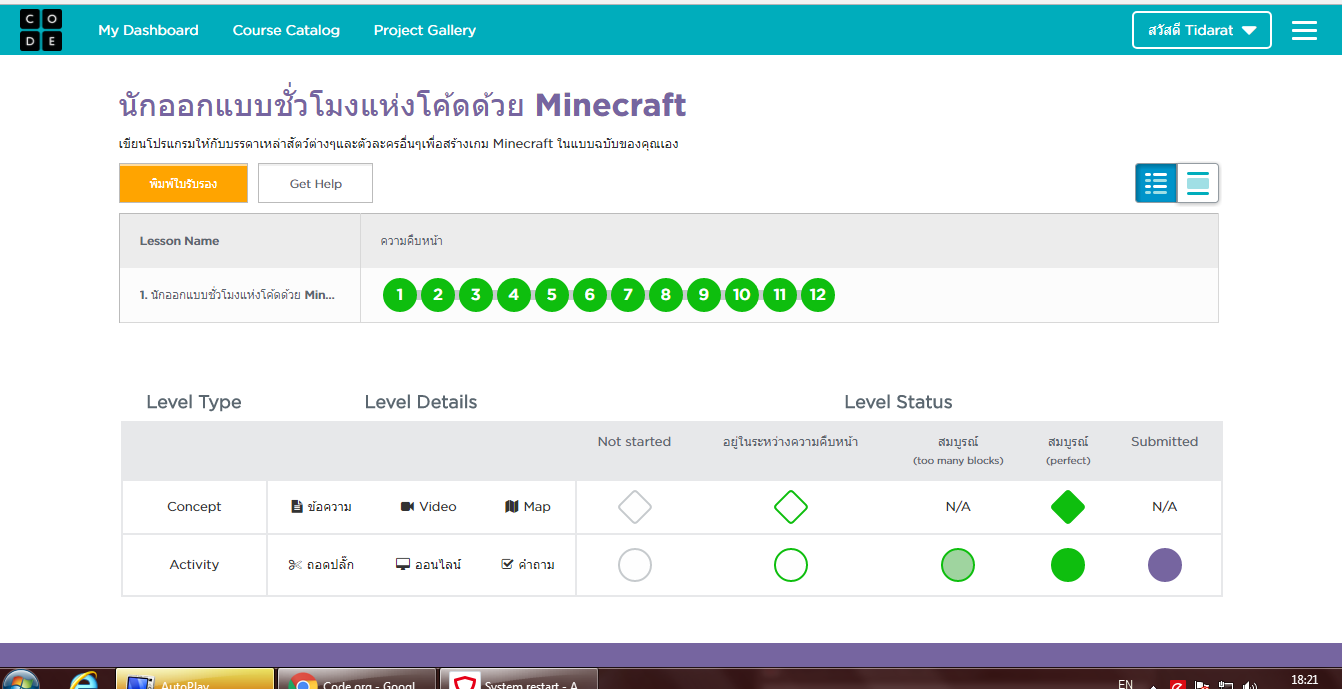 CODE
My Dashboard Course Catalog Project Gallery สวัสดี Tidarat
นักออกแบบชั่วโมงแห่งโค้ดด้วย Minecraft
เขียนโปรแกรมให้กับบรรดาเหล่าสัตว์ต่างๆและตัวละครอื่นๆเพื่อสร้างเกม Minecraft ในแบบฉบับของคุณเอง
พิมพ์ใบรับรอง Get Help
Lesson Name ความคืบหน้า
1. นักออกแบบชั่วโมงแห่งโค้ดด้วย Min... 1 2 3 4 5 6 7 8 9 10 11 12
Level Type Level Details Level Status
Not started อยู่ในระหว่างความคืบหน้า สมบูรณ์ สมบูรณ์ Submitted
(too many blocks) (perfect)
Concept ข้อความ Video Map N/A N/A
Activity ถอดปลั๊ก ออนไลน์ คำถาม
AutoPlay Code.org - Googl... System restart - A... EN 18:21